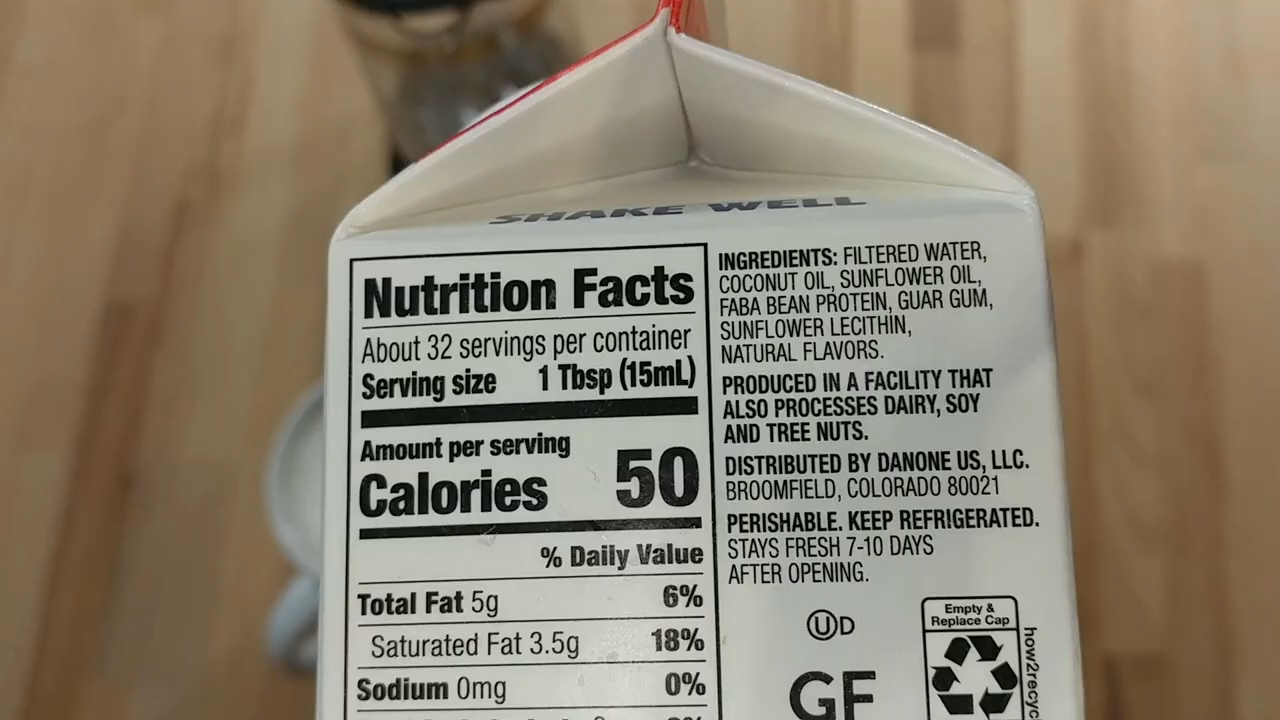 SHAKE WELL
Nutrition Facts
About 32 servings per container
Serving size 1 Tbsp (15mL)
Amount per serving
Calories 50
% Daily Value
Total Fat 5g 6%
Saturated Fat 3.5g 18%
Sodium 0mg 0%
INGREDIENTS: FILTERED WATER,
COCONUT OIL, SUNFLOWER OIL,
FABA BEAN PROTEIN, GUAR GUM,
SUNFLOWER LECITHIN,
NATURAL FLAVORS.
PRODUCED IN A FACILITY THAT
ALSO PROCESSES DAIRY, SOY
AND TREE NUTS.
DISTRIBUTED BY DANONE US, LLC.
BROOMFIELD, COLORADO 80021
PERISHABLE. KEEP REFRIGERATED.
STAYS FRESH 7-10 DAYS
AFTER OPENING.
UD
GF
Empty &
Replace Cap